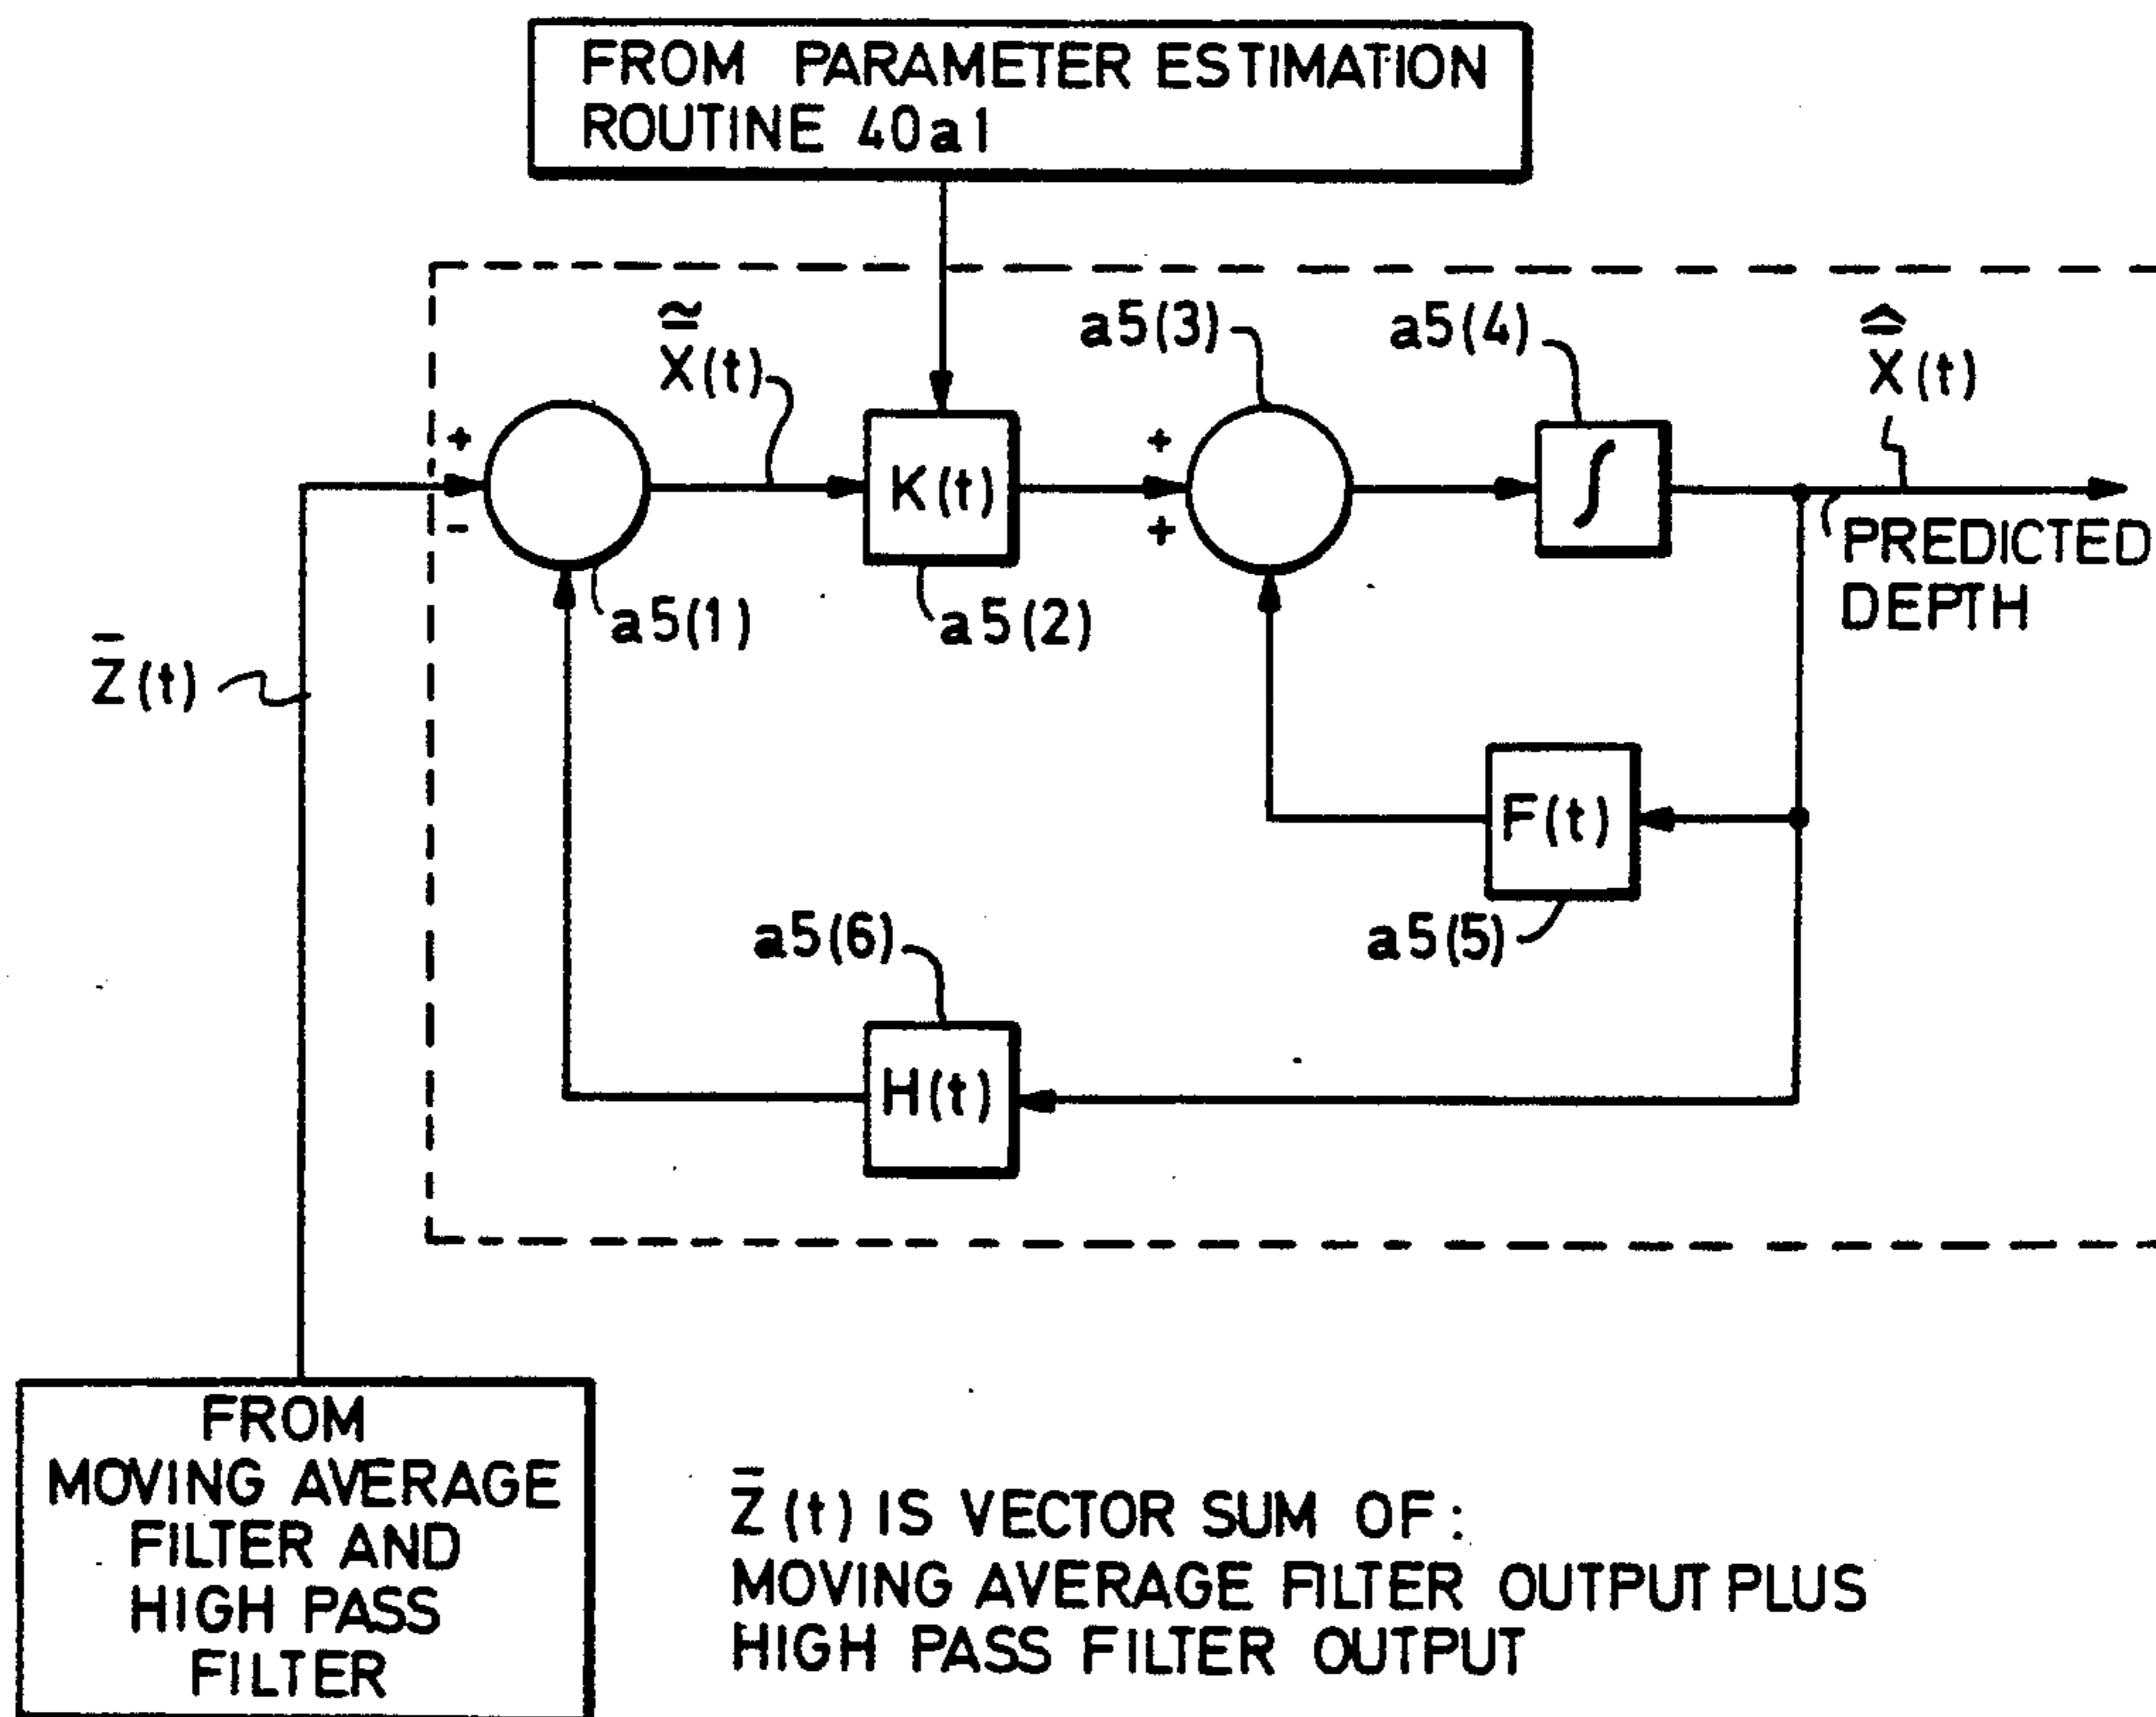 FROM PARAMETER ESTIMATION
ROUTINE 40a1
X̃̄(t)
a5(3)
a5(4)
X̂̄(t)
+
-
K(t)
+
+
∫
PREDICTED
DEPTH
a5(1)
a5(2)
Z̄(t)
F(t)
a5(6)
a5(5)
H(t)
FROM
MOVING AVERAGE
FILTER AND
HIGH PASS
FILTER
Z̄(t) IS VECTOR SUM OF:
MOVING AVERAGE FILTER OUTPUT PLUS
HIGH PASS FILTER OUTPUT